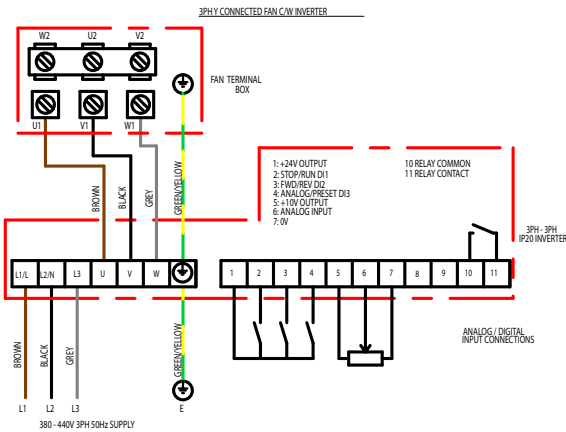 3PH Y CONNECTED FAN C/W INVERTER
W2 U2 V2
FAN TERMINAL
BOX
U1 V1 W1
BROWN
BLACK
GREY
GREEN/YELLOW
1: +24V OUTPUT
2: STOP/RUN DI1
3: FWD/REV DI2
4: ANALOG/PRESET DI3
5: +10V OUTPUT
6: ANALOG INPUT
7: 0V
10 RELAY COMMON
11 RELAY CONTACT
3PH - 3PH
IP20 INVERTER
L1/L L2/N L3 U V W
1 2 3 4 5 6 7 8 9 10 11
BROWN
BLACK
GREY
GREEN/YELLOW
ANALOG / DIGITAL
INPUT CONNECTIONS
L1 L2 L3 E
380 - 440V 3PH 50Hz SUPPLY